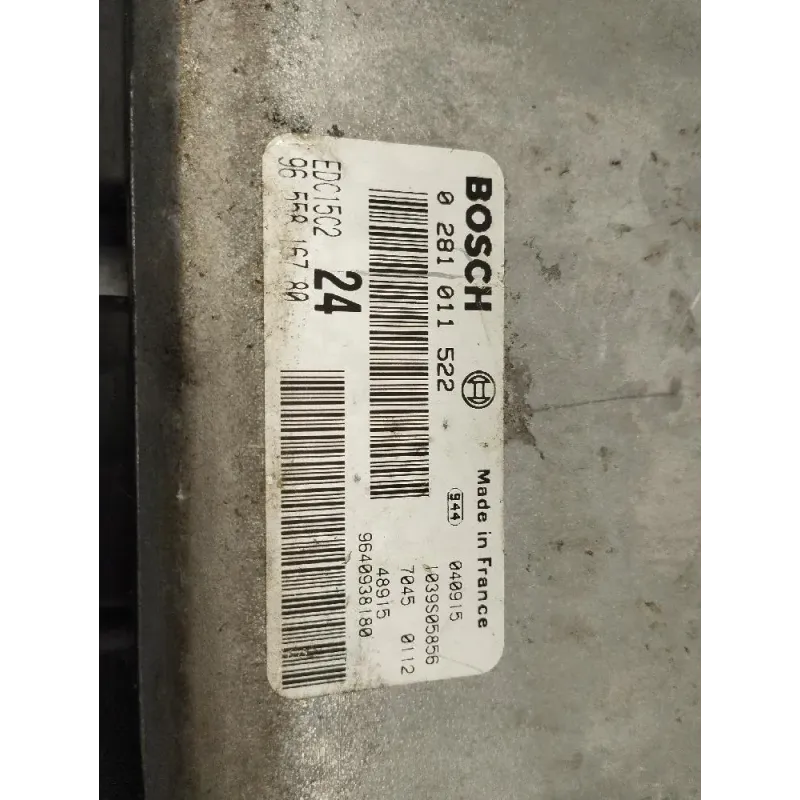 BOSCH
Made in France
0 281 011 522
944
040915
1039S05856
7045 0112
48915
EDC15C2
24
96 558 167 80
9640938180